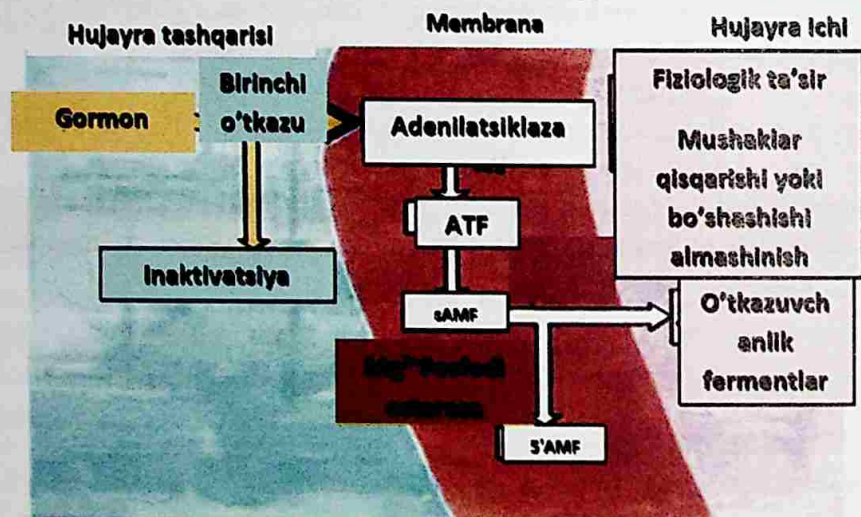 Hujayra tashqarisi
Membrana
Hujayra ichi
Gormon
Birinchi
o'tkazu
Adenilatsiklaza
Fiziologik ta'sir
Mushaklar
qisqarishi yoki
bo'shashishi
almashinish
ATF
Inaktivatsiya
sAMF
O'tkazuvch
anlik
fermentlar
5'AMF